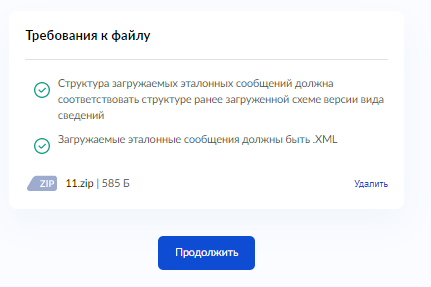 Требования к файлу
Структура загружаемых эталонных сообщений должна
соответствовать структуре ранее загруженной схеме версии вида
сведений
Загружаемые эталонные сообщения должны быть .XML
ZIP 11.zip | 585 Б Удалить
Продолжить